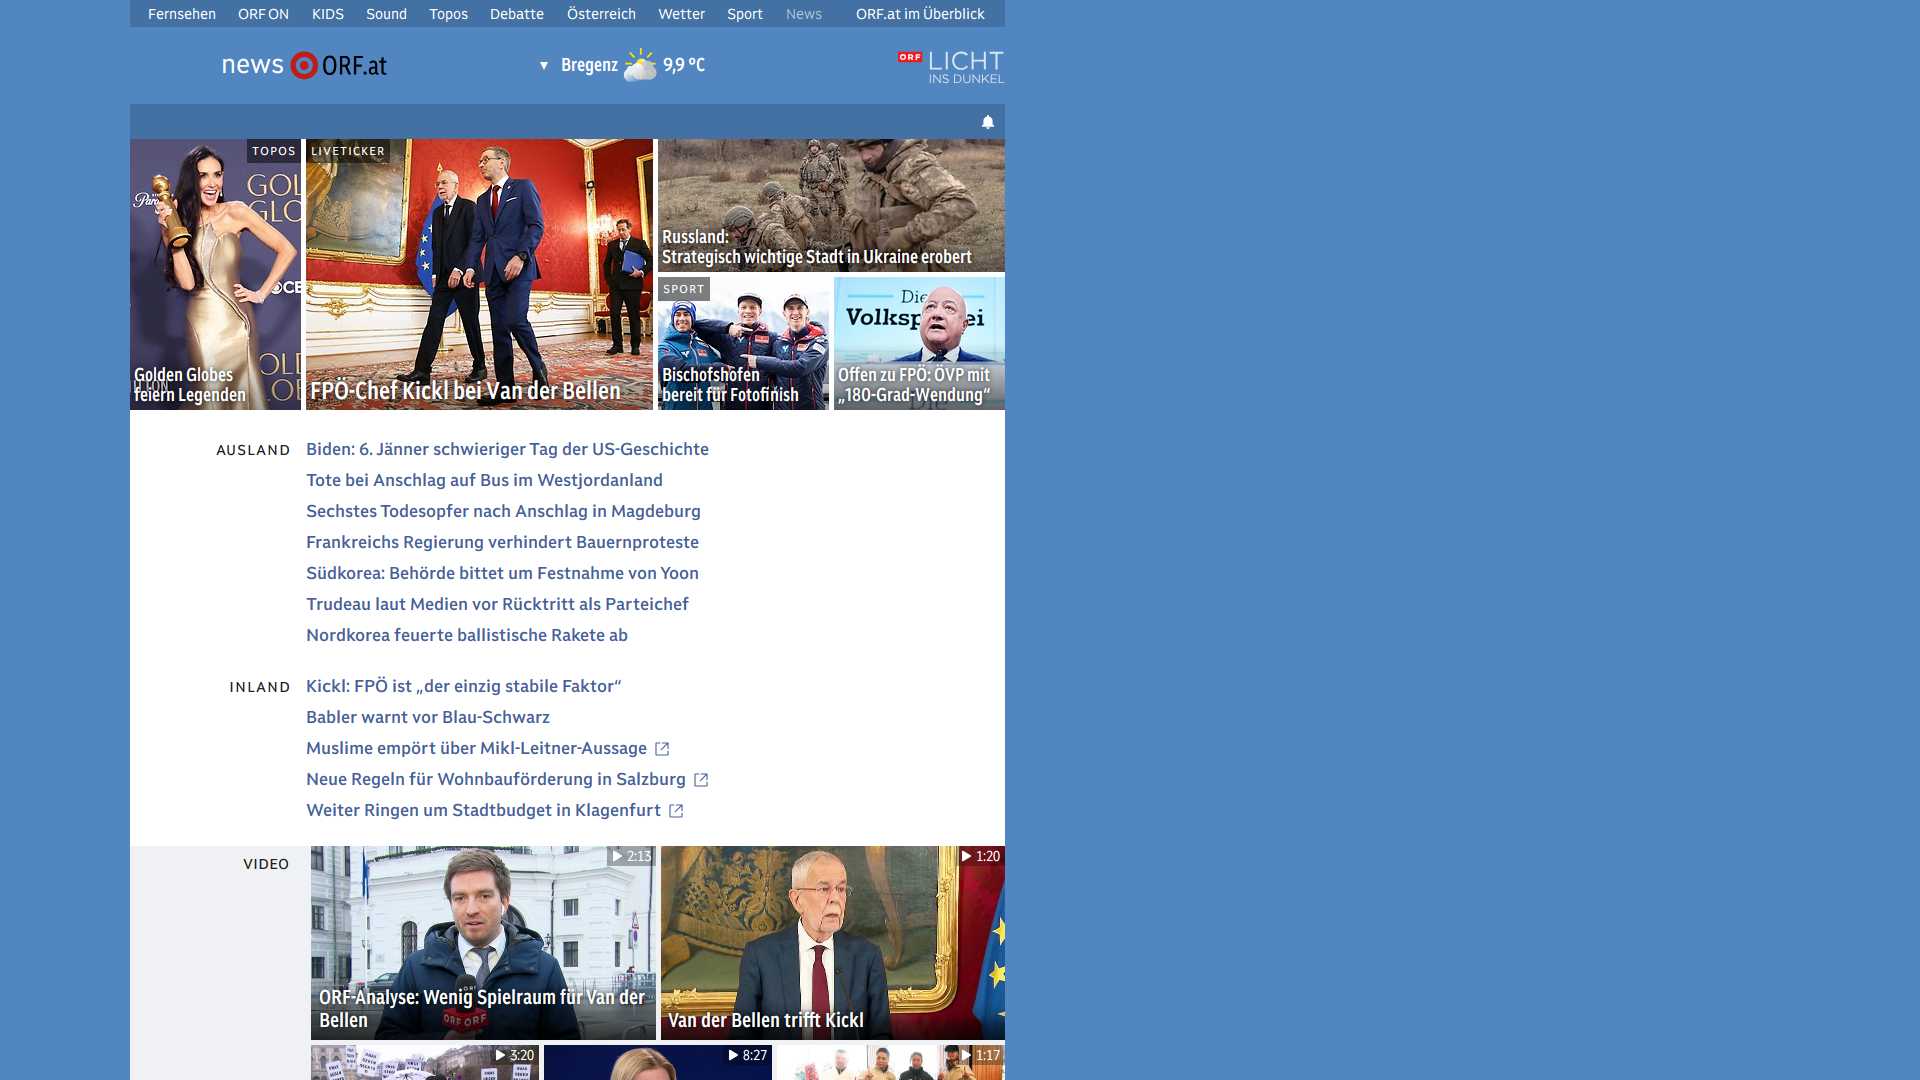 Fernsehen ORF ON KIDS Sound Topos Debatte Österreich Wetter Sport News ORF.at im Überblick
news ORF.at
Bregenz 9,9 °C
ORF LICHT
INS DUNKEL
TOPOS
Golden Globes
feiern Legenden
LIVETICKER
FPÖ-Chef Kickl bei Van der Bellen
Russland:
Strategisch wichtige Stadt in Ukraine erobert
SPORT
Bischofshofen
bereit für Fotofinish
Die
Offen zu FPÖ: ÖVP mit
„180-Grad-Wendung“
AUSLAND
Biden: 6. Jänner schwieriger Tag der US-Geschichte
Tote bei Anschlag auf Bus im Westjordanland
Sechstes Todesopfer nach Anschlag in Magdeburg
Frankreichs Regierung verhindert Bauernproteste
Südkorea: Behörde bittet um Festnahme von Yoon
Trudeau laut Medien vor Rücktritt als Parteichef
Nordkorea feuerte ballistische Rakete ab
INLAND
Kickl: FPÖ ist „der einzig stabile Faktor“
Babler warnt vor Blau-Schwarz
Muslime empört über Mikl-Leitner-Aussage
Neue Regeln für Wohnbauförderung in Salzburg
Weiter Ringen um Stadtbudget in Klagenfurt
VIDEO
2:13
ORF-Analyse: Wenig Spielraum für Van der
Bellen
ORF ORF
1:20
Van der Bellen trifft Kickl
3:20
8:27
1:17